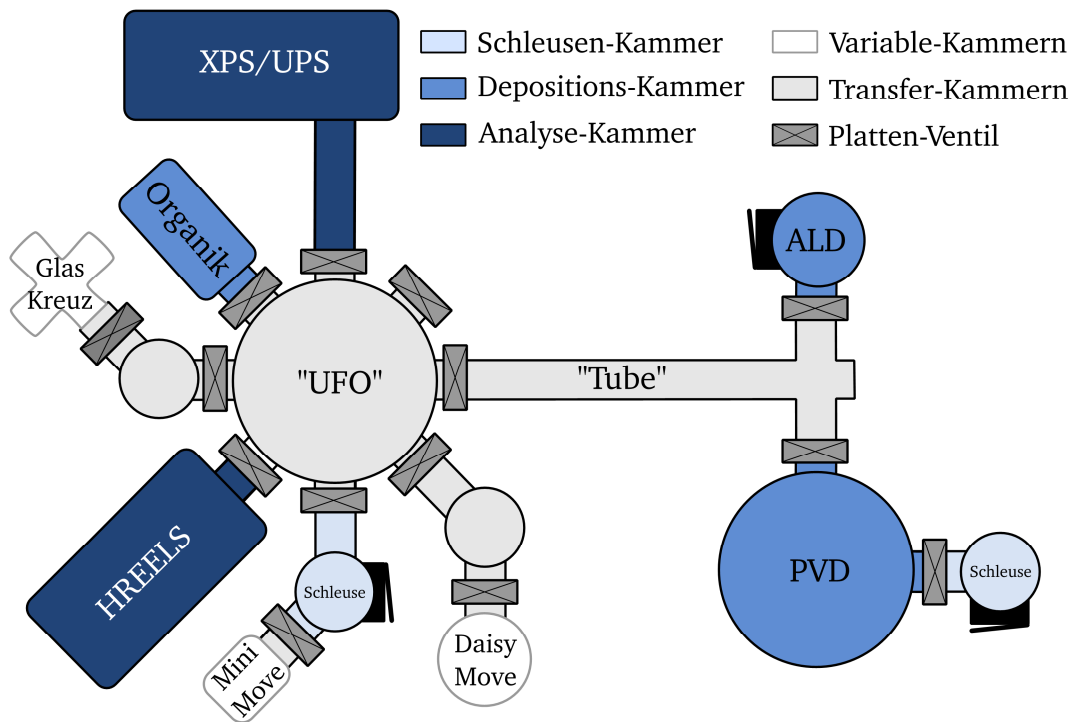 XPS/UPS
Schleusen-Kammer
Depositions-Kammer
Analyse-Kammer
Variable-Kammern
Transfer-Kammern
Platten-Ventil
Organik
Glas
Kreuz
ALD
"UFO"
"Tube"
HREELS
Schleuse
PVD
Schleuse
Mini
Move
Daisy
Move